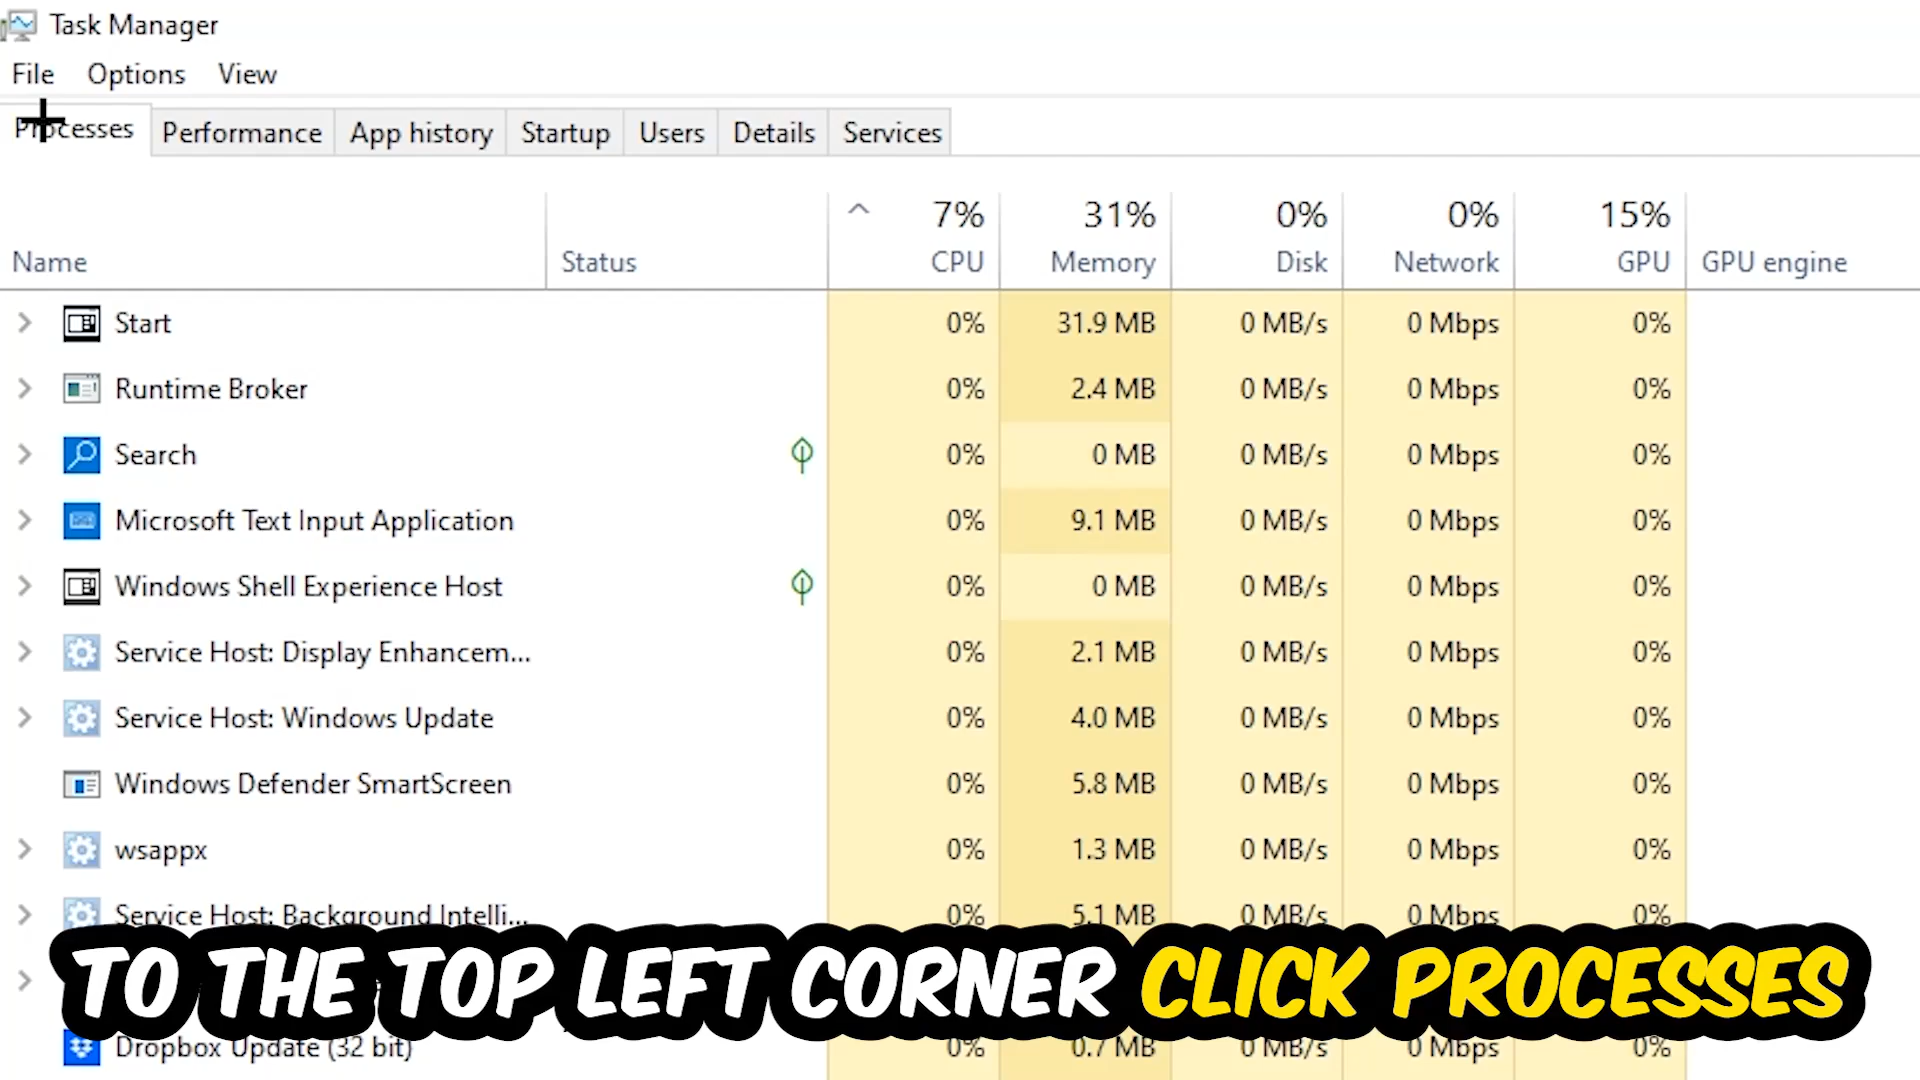 Task Manager
File Options View
Processes Performance App history Startup Users Details Services
7% 31% 0% 0% 15%
Name Status CPU Memory Disk Network GPU GPU engine
Start 0% 31.9 MB 0 MB/s 0 Mbps 0%
Runtime Broker 0% 2.4 MB 0 MB/s 0 Mbps 0%
Search 0% 0 MB 0 MB/s 0 Mbps 0%
Microsoft Text Input Application 0% 9.1 MB 0 MB/s 0 Mbps 0%
Windows Shell Experience Host 0% 0 MB 0 MB/s 0 Mbps 0%
Service Host: Display Enhancem... 0% 2.1 MB 0 MB/s 0 Mbps 0%
Service Host: Windows Update 0% 4.0 MB 0 MB/s 0 Mbps 0%
Windows Defender SmartScreen 0% 5.8 MB 0 MB/s 0 Mbps 0%
wsappx 0% 1.3 MB 0 MB/s 0 Mbps 0%
Service Host: Background Intelli... 0% 5.1 MB 0 MB/s 0 Mbps 0%
TO THE TOP LEFT CORNER CLICK PROCESSES
Dropbox Update (32 bit) 0% 0.7 MB 0 MB/s 0 Mbps 0%